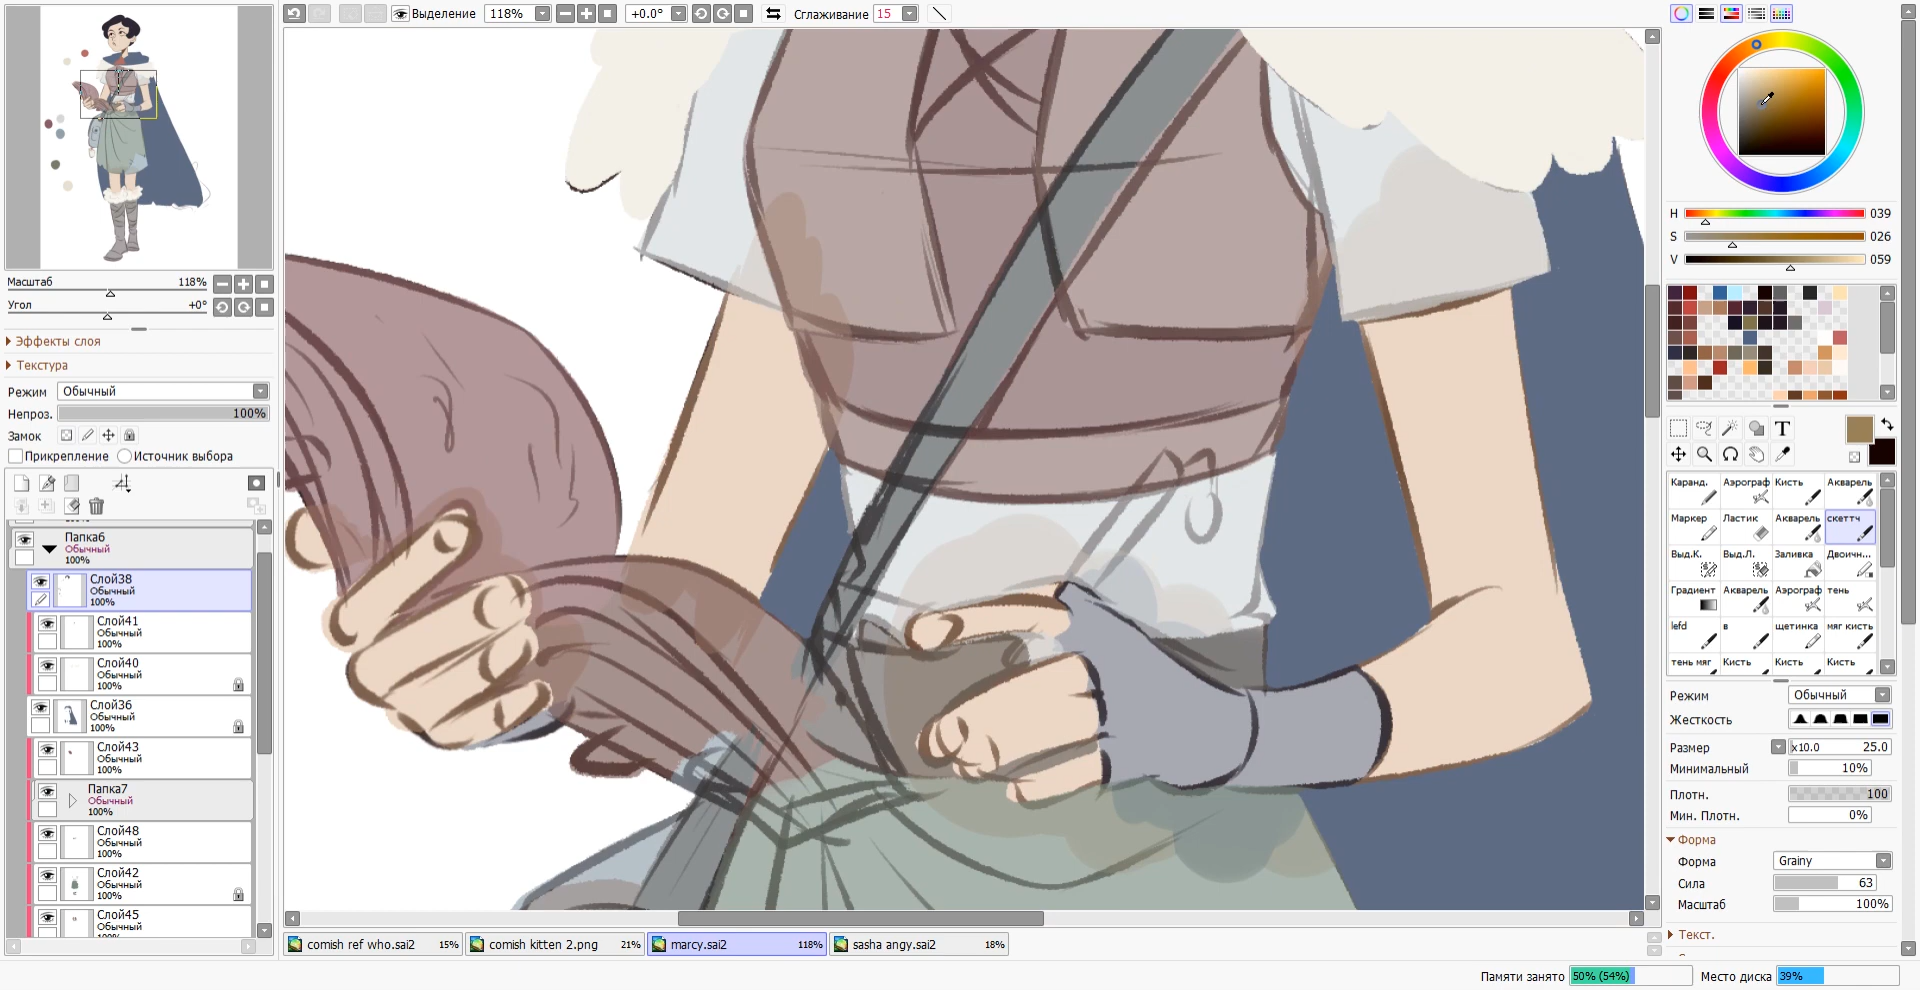 Выделение
118%
+0.0°
Сглаживание
15
Масштаб
118%
Угол
+0°
Эффекты слоя
Текстура
Режим
Обычный
Непроз.
100%
Замок
Прикрепление
Источник выбора
Папка6
Обычный
100%
Слой38
Обычный
100%
Слой41
Обычный
100%
Слой40
Обычный
100%
Слой36
Обычный
100%
Слой43
Обычный
100%
Папка7
Обычный
100%
Слой48
Обычный
100%
Слой42
Обычный
100%
Слой45
Обычный
comish ref who.sai2 15%
comish kitten 2.png 21%
marcy.sai2 118%
sasha angy.sai2 18%
H 039
S 026
V 059
T
Каранд. Аэрограф Кисть Акварель
Маркер Ластик Акварель скеттч
Выд.К. Выд.Л. Заливка Двоичн...
Градиент Акварель Аэрограф тень
lefd в щетинка мяг кисть
тень мяг Кисть Кисть Кисть
Режим Обычный
Жесткость
Размер x10.0 25.0
Минимальный 10%
Плотн. 100
Мин. Плотн. 0%
Форма
Форма Grainy
Сила 63
Масштаб 100%
Текст.
Памяти занято 50% (54%) Место диска 39%